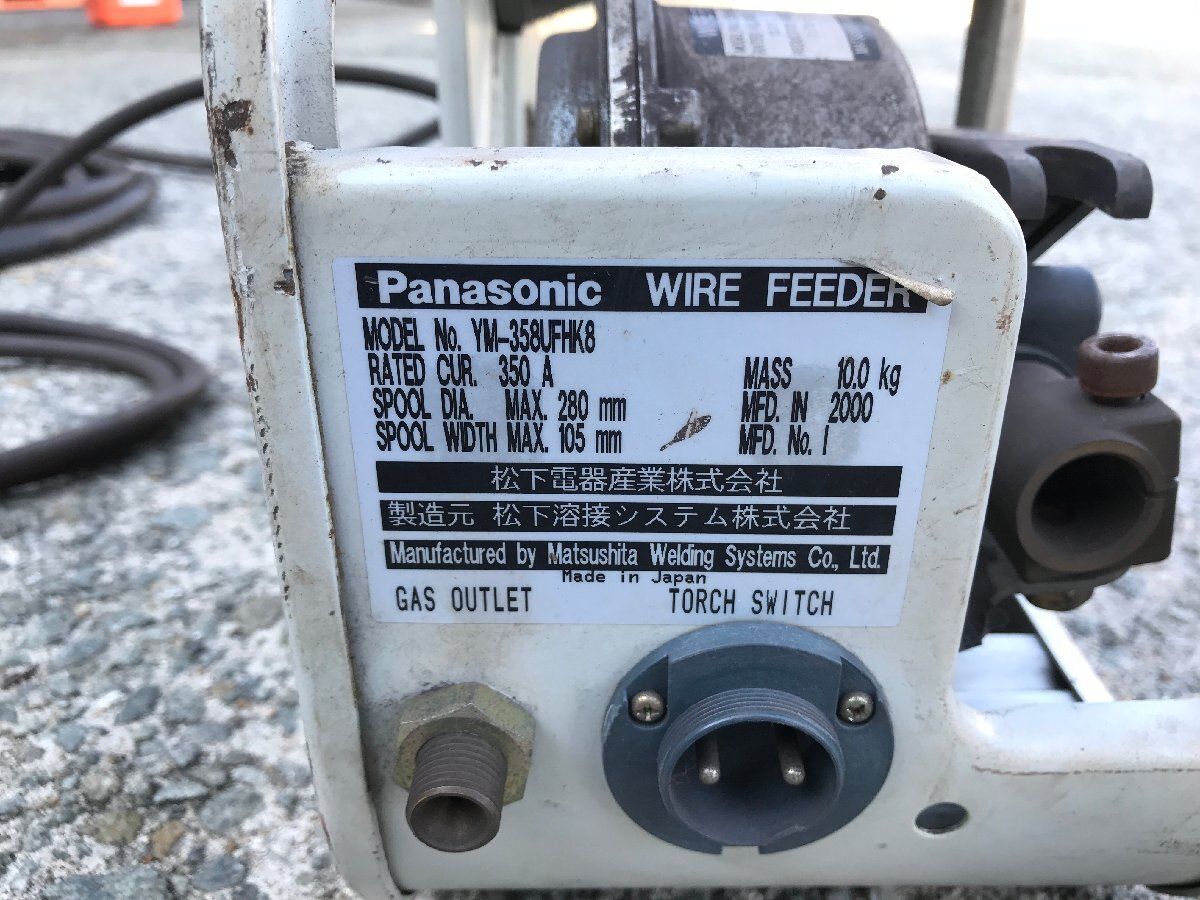 Panasonic WIRE FEEDER
MODEL No. YM-358UFHK8
RATED CUR. 350 A
MASS 10.0 kg
SPOOL DIA. MAX. 280 mm
MFD. IN 2000
SPOOL WIDTH MAX. 105 mm
MFD. No. I
松下電器産業株式会社
製造元 松下溶接システム株式会社
Manufactured by Matsushita Welding Systems Co., Ltd.
Made in Japan
GAS OUTLET
TORCH SWITCH